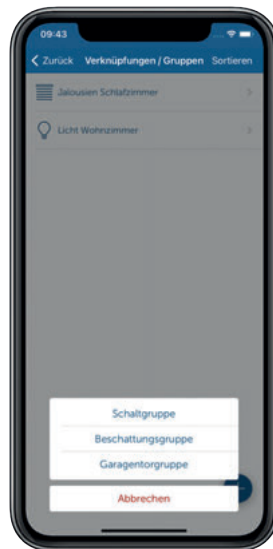 09:43
Zurück Verknüpfungen / Gruppen Sortieren
Jalousien Schlafzimmer
Licht Wohnzimmer
Schaltgruppe
Beschattungsgruppe
Garagentorgruppe
Abbrechen